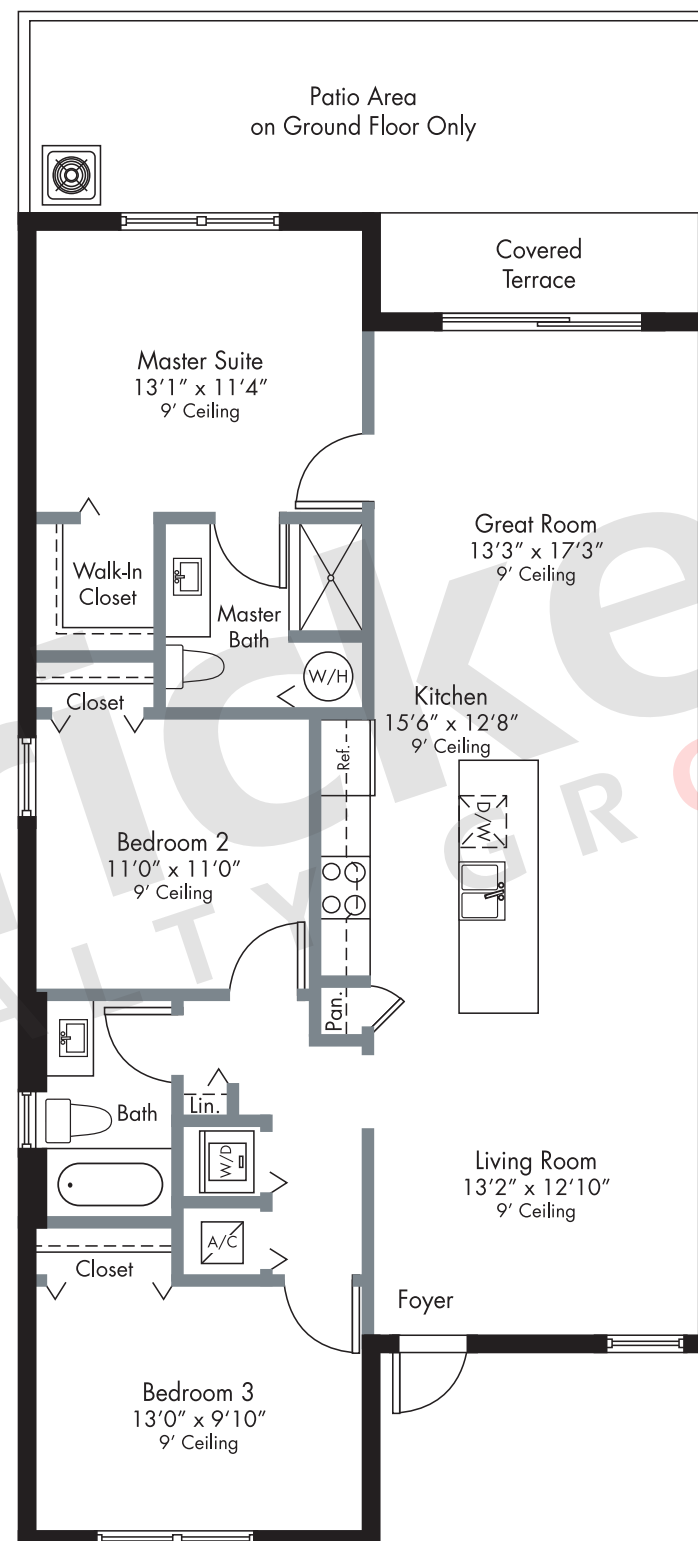 Patio Area
on Ground Floor Only
Covered
Terrace
Master Suite
13'1” x 11'4”
9' Ceiling
Great Room
13'3” x 17'3”
9' Ceiling
Walk-In
Closet
Master
Bath
W/H
Closet
Kitchen
15'6” x 12'8”
9' Ceiling
Ref.
D/W
Bedroom 2
11'0” x 11'0”
9' Ceiling
Pan.
Bath
Lin.
W/D
Living Room
13'2” x 12'10”
9' Ceiling
A/C
Closet
Foyer
Bedroom 3
13'0” x 9'10”
9' Ceiling
ricke
ALTY GRO